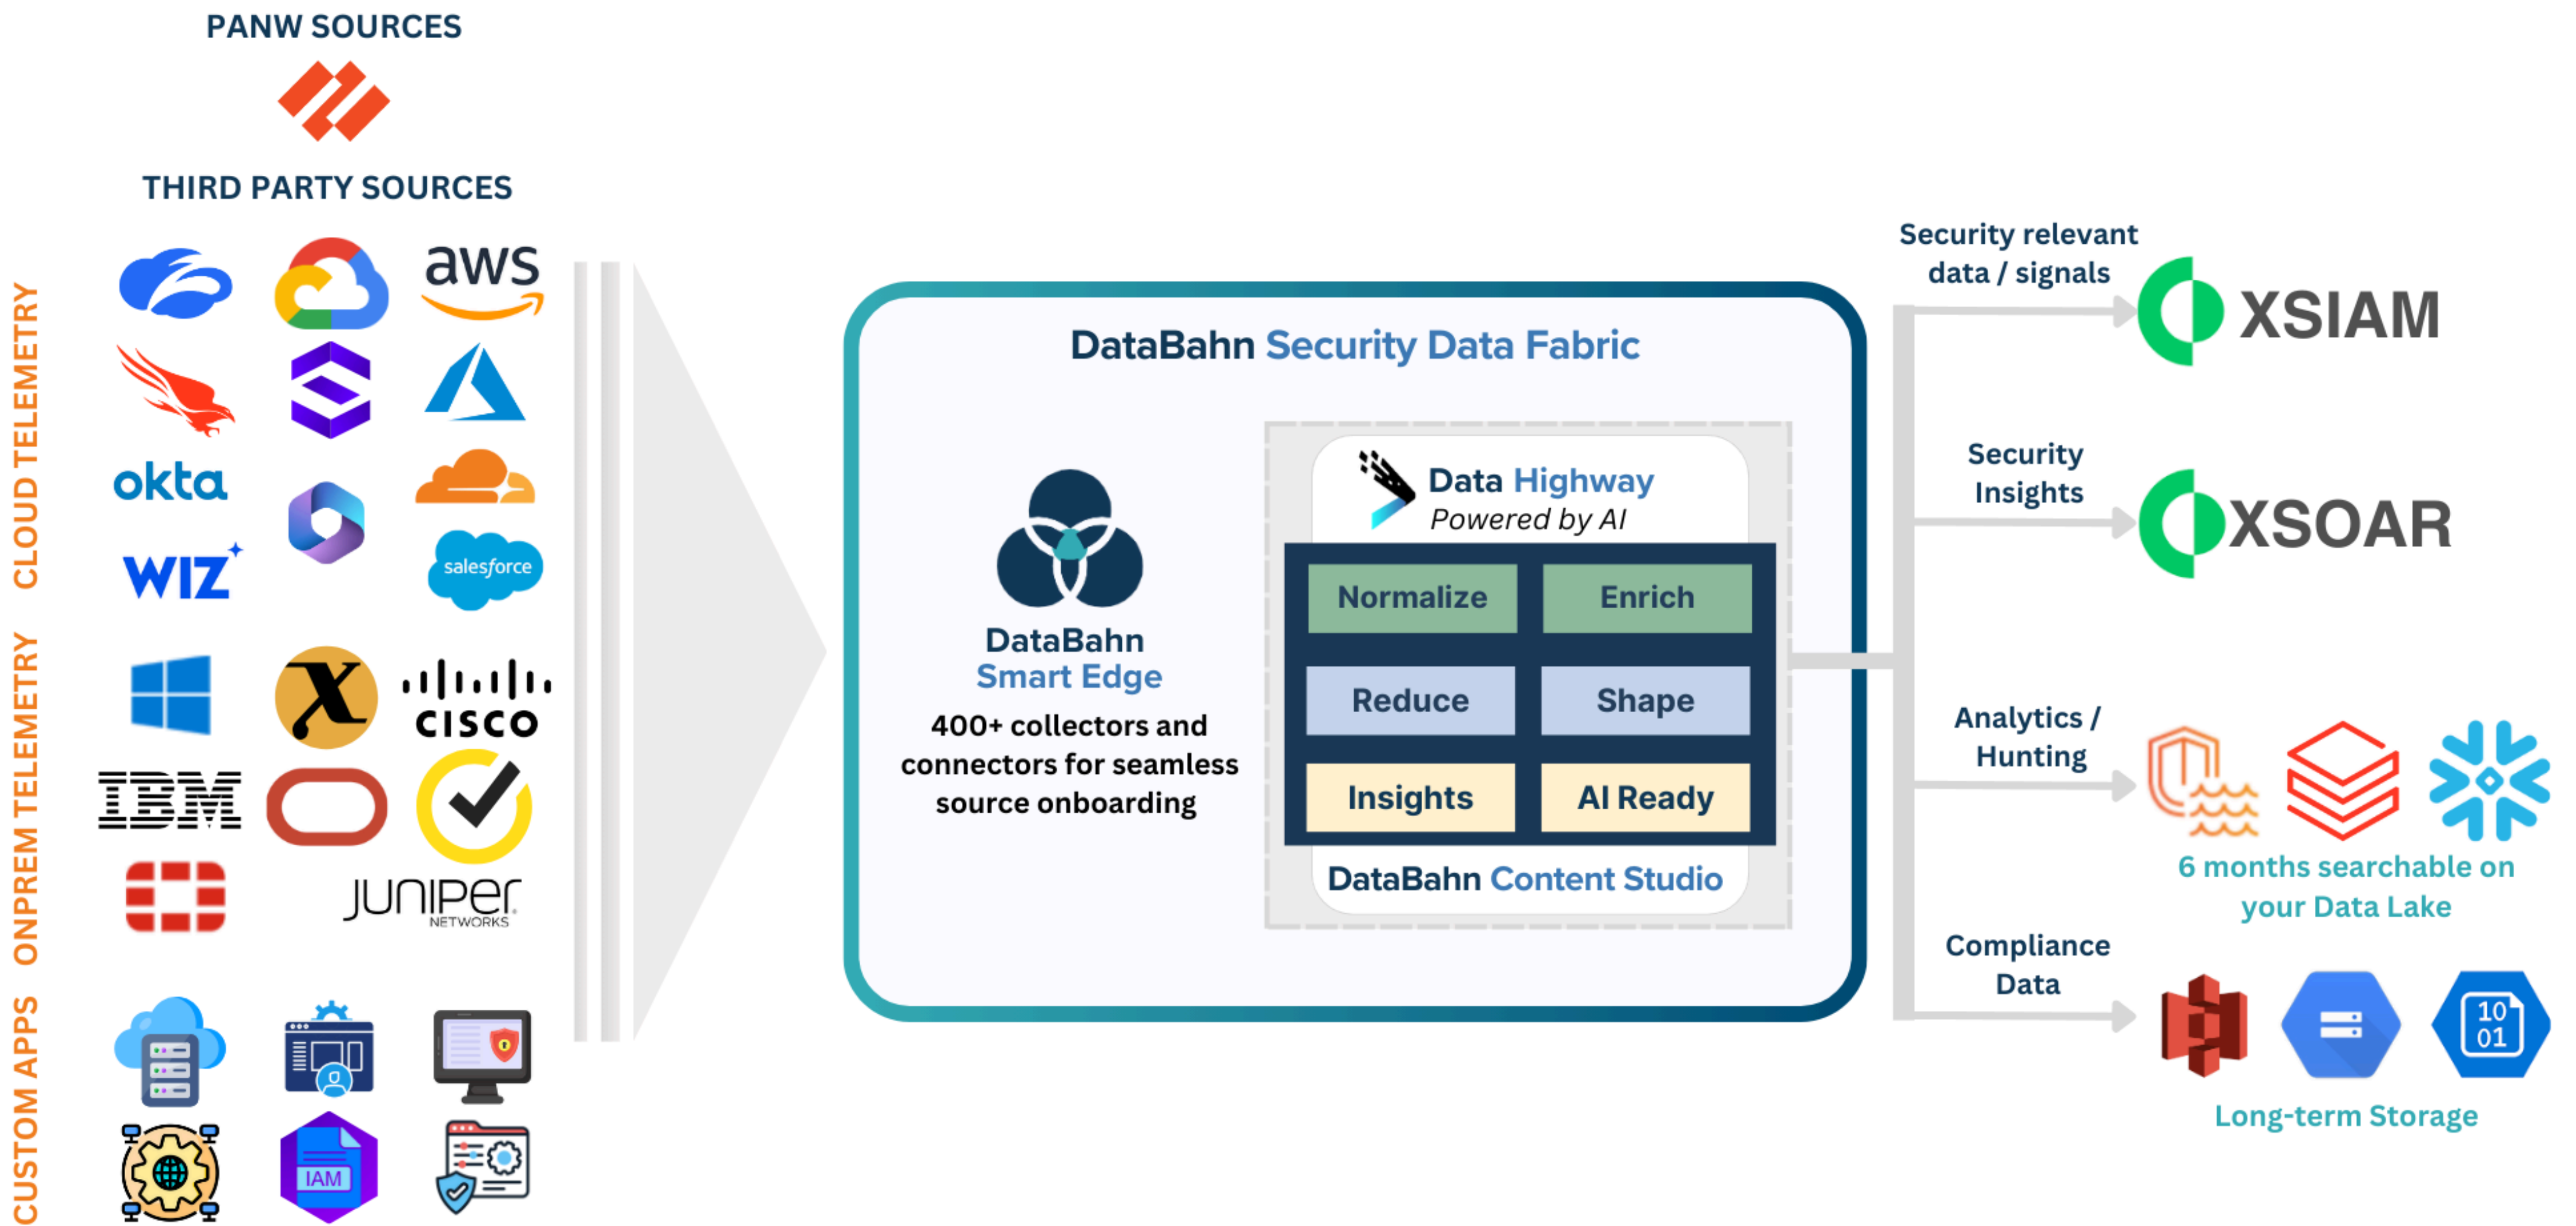 PANW SOURCES
THIRD PARTY SOURCES
CLOUD TELEMETRY
aws
okta
WIZ
salesforce
ONPREM TELEMETRY
X
CISCO
IBM
JUNIPER
NETWORKS
CUSTOM APPS
IAM
DataBahn Security Data Fabric
DataBahn
Smart Edge
400+ collectors and
connectors for seamless
source onboarding
Data Highway
Powered by AI
Normalize
Enrich
Reduce
Shape
Insights
AI Ready
DataBahn Content Studio
Security relevant
data / signals
XSIAM
Security
Insights
XSOAR
Analytics /
Hunting
6 months searchable on
your Data Lake
Compliance
Data
10
01
Long-term Storage